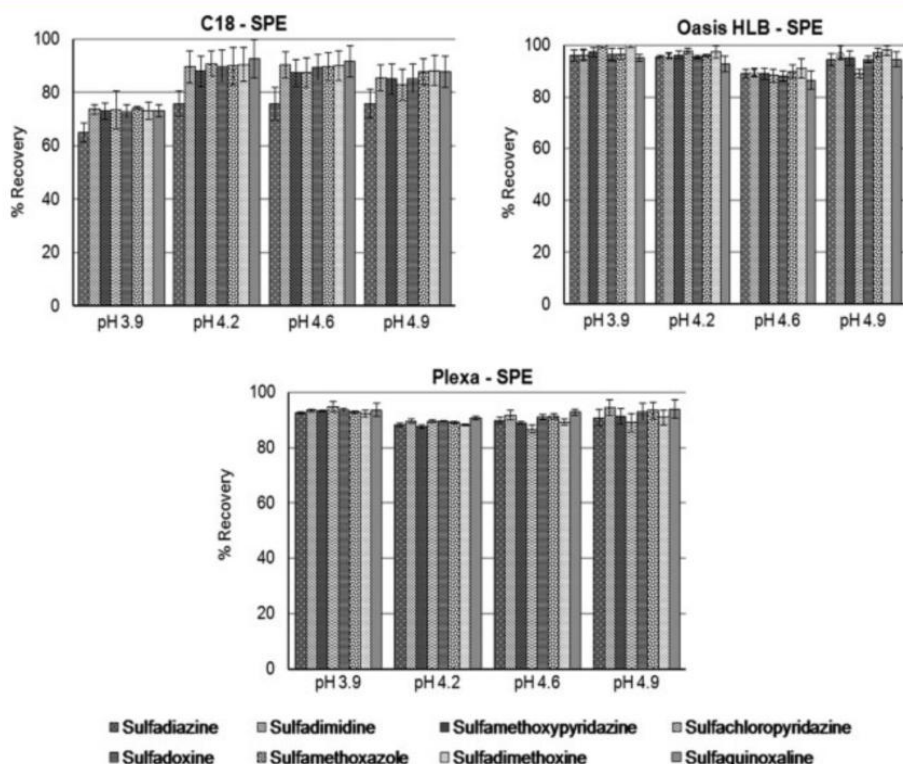 C18 - SPE
% Recovery
100
80
60
40
20
0
pH 3.9
pH 4.2
pH 4.6
pH 4.9
Oasis HLB - SPE
% Recovery
100
80
60
40
20
0
pH 3.9
pH 4.2
pH 4.6
pH 4.9
Plexa - SPE
% Recovery
100
80
60
40
20
0
pH 3.9
pH 4.2
pH 4.6
pH 4.9
Sulfadiazine Sulfadimidine Sulfamethoxypyridazine Sulfachloropyridazine
Sulfadoxine Sulfamethoxazole Sulfadimethoxine Sulfaquinoxaline